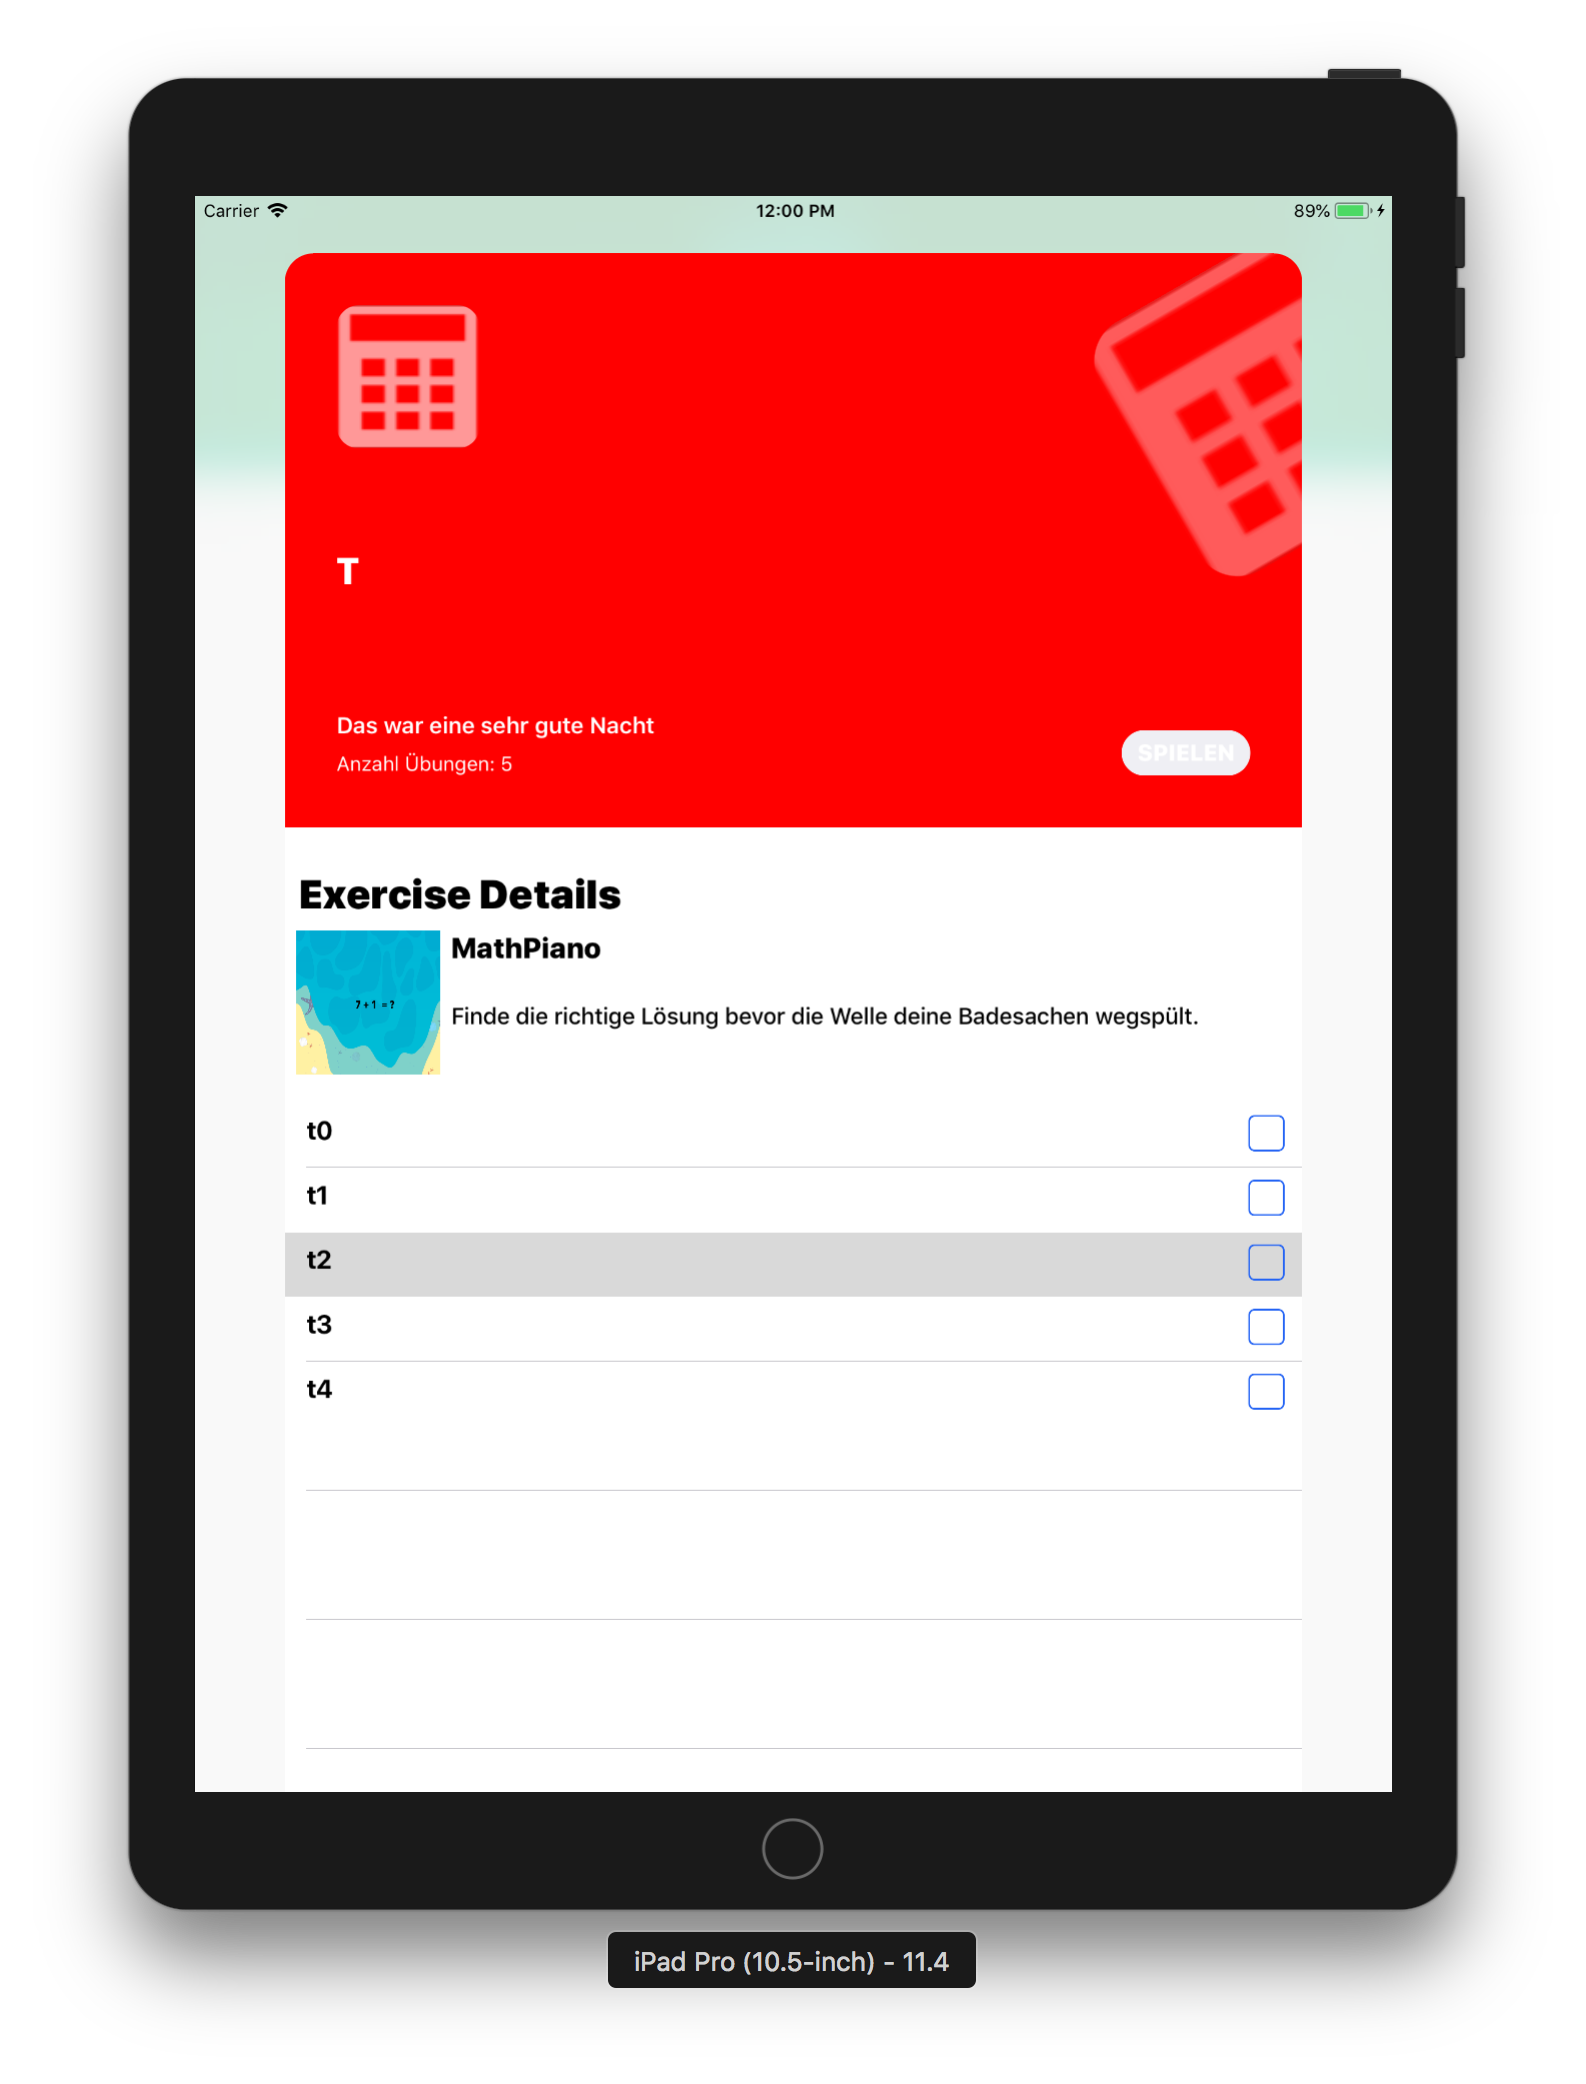 Carrier
12:00 PM
89%
T
Das war eine sehr gute Nacht
Anzahl Übungen: 5
SPIELEN
Exercise Details
MathPiano
7 + 1 = ?
Finde die richtige Lösung bevor die Welle deine Badesachen wegspült.
t0
t1
t2
t3
t4
iPad Pro (10.5-inch) - 11.4